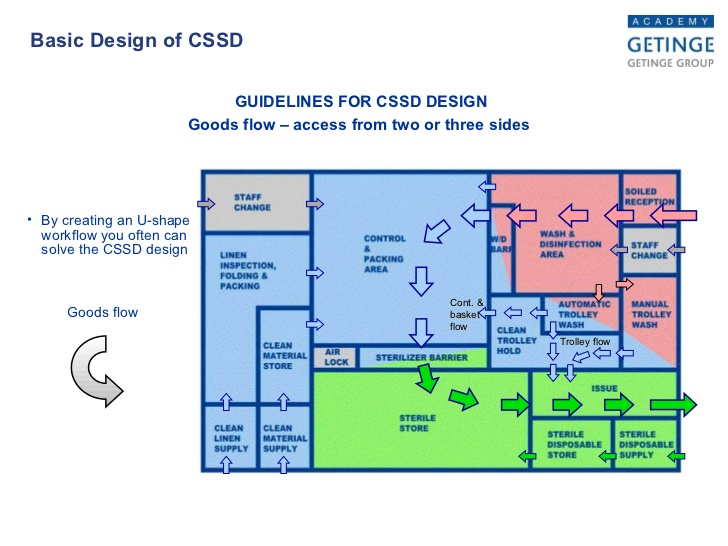 Basic Design of CSSD
ACADEMY
GETINGE
GETINGE GROUP
GUIDELINES FOR CSSD DESIGN
Goods flow – access from two or three sides
• By creating an U-shape
workflow you often can
solve the CSSD design
Goods flow
STAFF
CHANGE
LINEN
INSPECTION,
FOLDING &
PACKING
CONTROL
&
PACKING
AREA
W/D
BARR
WASH &
DISINFECTION
AREA
SOILED
RECEPTION
STAFF
CHANGE
Cont. &
basket
flow
CLEAN
TROLLEY
HOLD
AUTOMATIC
TROLLEY
WASH
MANUAL
TROLLEY
WASH
Trolley flow
CLEAN
MATERIAL
STORE
AIR
LOCK
STERILIZER BARRIER
STERILE
STORE
ISSUE
CLEAN
LINEN
SUPPLY
CLEAN
MATERIAL
SUPPLY
STERILE
DISPOSABLE
STORE
STERILE
DISPOSABLE
SUPPLY